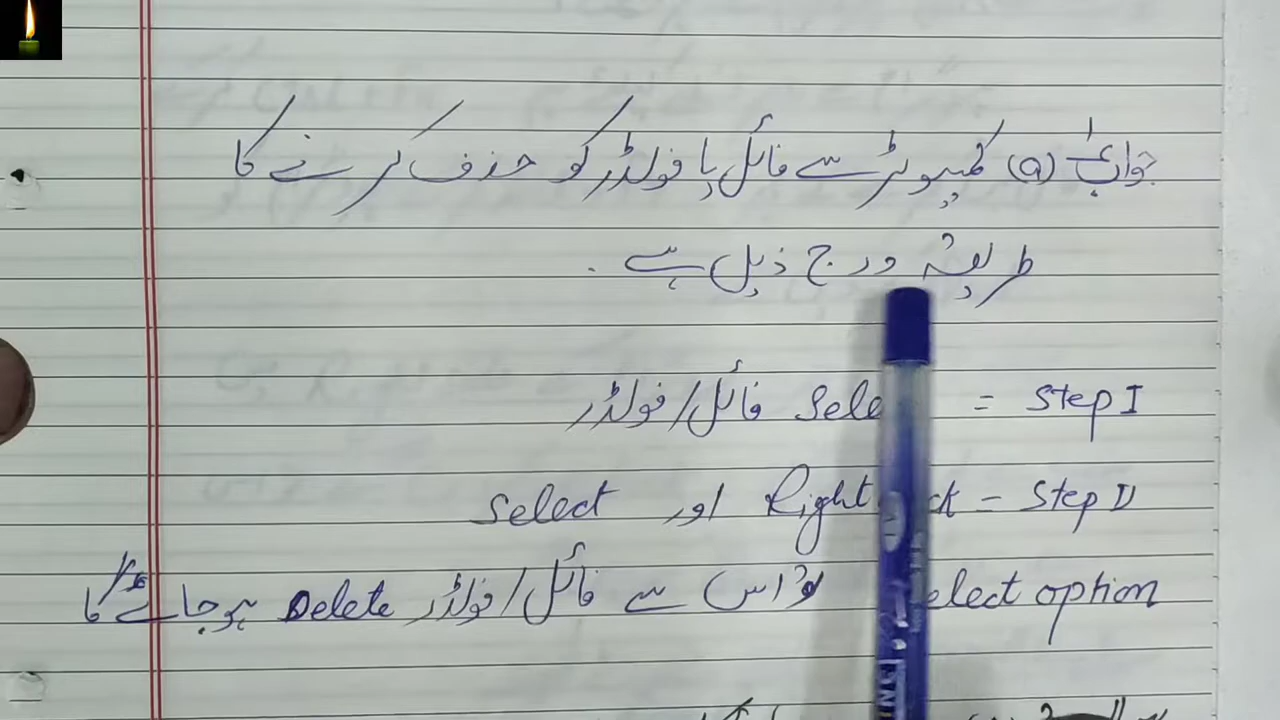 جواب (a) کمپیوٹر سے فائل یا فولڈر کو حذف کرنے کا
طریقہ درج ذیل ہے۔
Step I = Sele فائل/فولڈر
Step II = Right ck اور Select
elect option تو اس سے فائل/فولڈر Delete ہو جائے گا